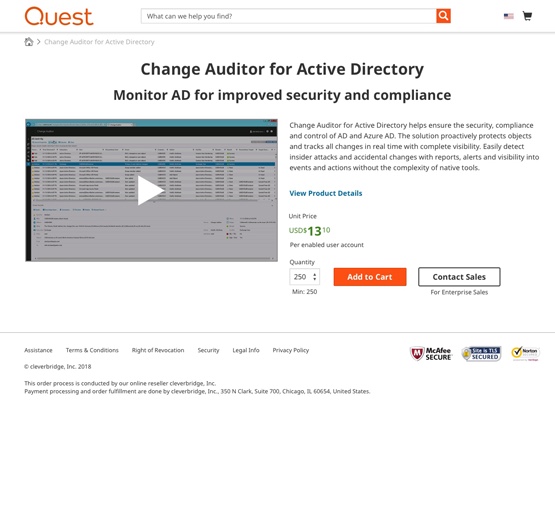 Quest
What can we help you find?
Change Auditor for Active Directory
Change Auditor for Active Directory
Monitor AD for improved security and compliance
Change Auditor for Active Directory helps ensure the security, compliance
and control of AD and Azure AD. The solution proactively protects objects
and tracks all changes in real time with complete visibility. Easily detect
insider attacks and accidental changes with reports, alerts and visibility into
events and actions without the complexity of native tools.
View Product Details
Unit Price
USD$13 10
Per enabled user account
Quantity
250
Add to Cart
Contact Sales
Min: 250
For Enterprise Sales
Assistance
Terms & Conditions
Right of Revocation
Security
Legal Info
Privacy Policy
McAfee
SECURE
Site is TLS
SECURED
Norton
SECURED
© cleverbridge, Inc. 2018
This order process is conducted by our online reseller cleverbridge, Inc.
Payment processing and order fulfillment are done by cleverbridge, Inc., 350 N Clark, Suite 700, Chicago, IL 60654, United States.